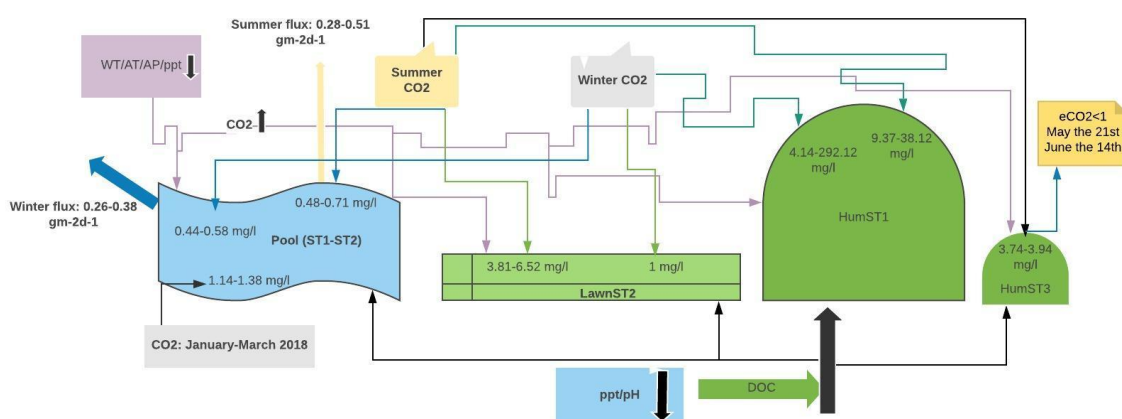 Summer flux: 0.28-0.51
gm-2d-1
WT/AT/AP/ppt
Summer
CO2
Winter CO2
CO2
eCO2<1
May the 21st
June the 14th
9.37-38.12
mg/l
4.14-292.12
mg/l
Winter flux: 0.26-0.38
gm-2d-1
0.48-0.71 mg/l
0.44-0.58 mg/l
Pool (ST1-ST2)
HumST1
3.81-6.52 mg/l
1 mg/l
3.74-3.94
mg/l
1.14-1.38 mg/l
LawnST2
HumST3
CO2: January-March 2018
ppt/pH
DOC